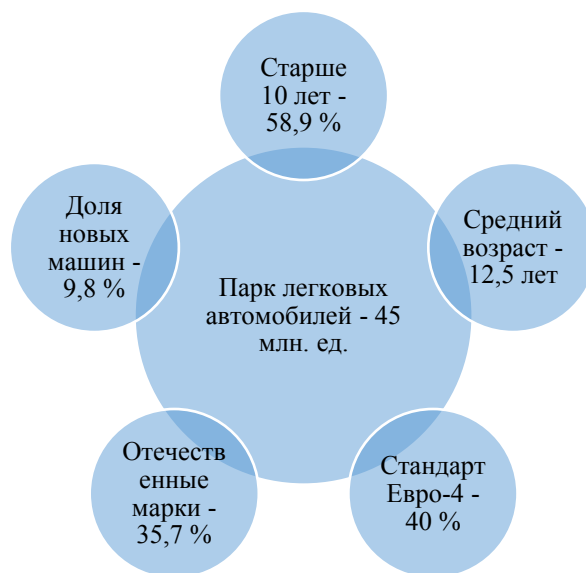 Старше
10 лет -
58,9 %
Доля
новых
машин -
9,8 %
Средний
возраст -
12,5 лет
Парк легковых
автомобилей - 45
млн. ед.
Отечеств
енные
марки -
35,7 %
Стандарт
Евро-4 -
40 %